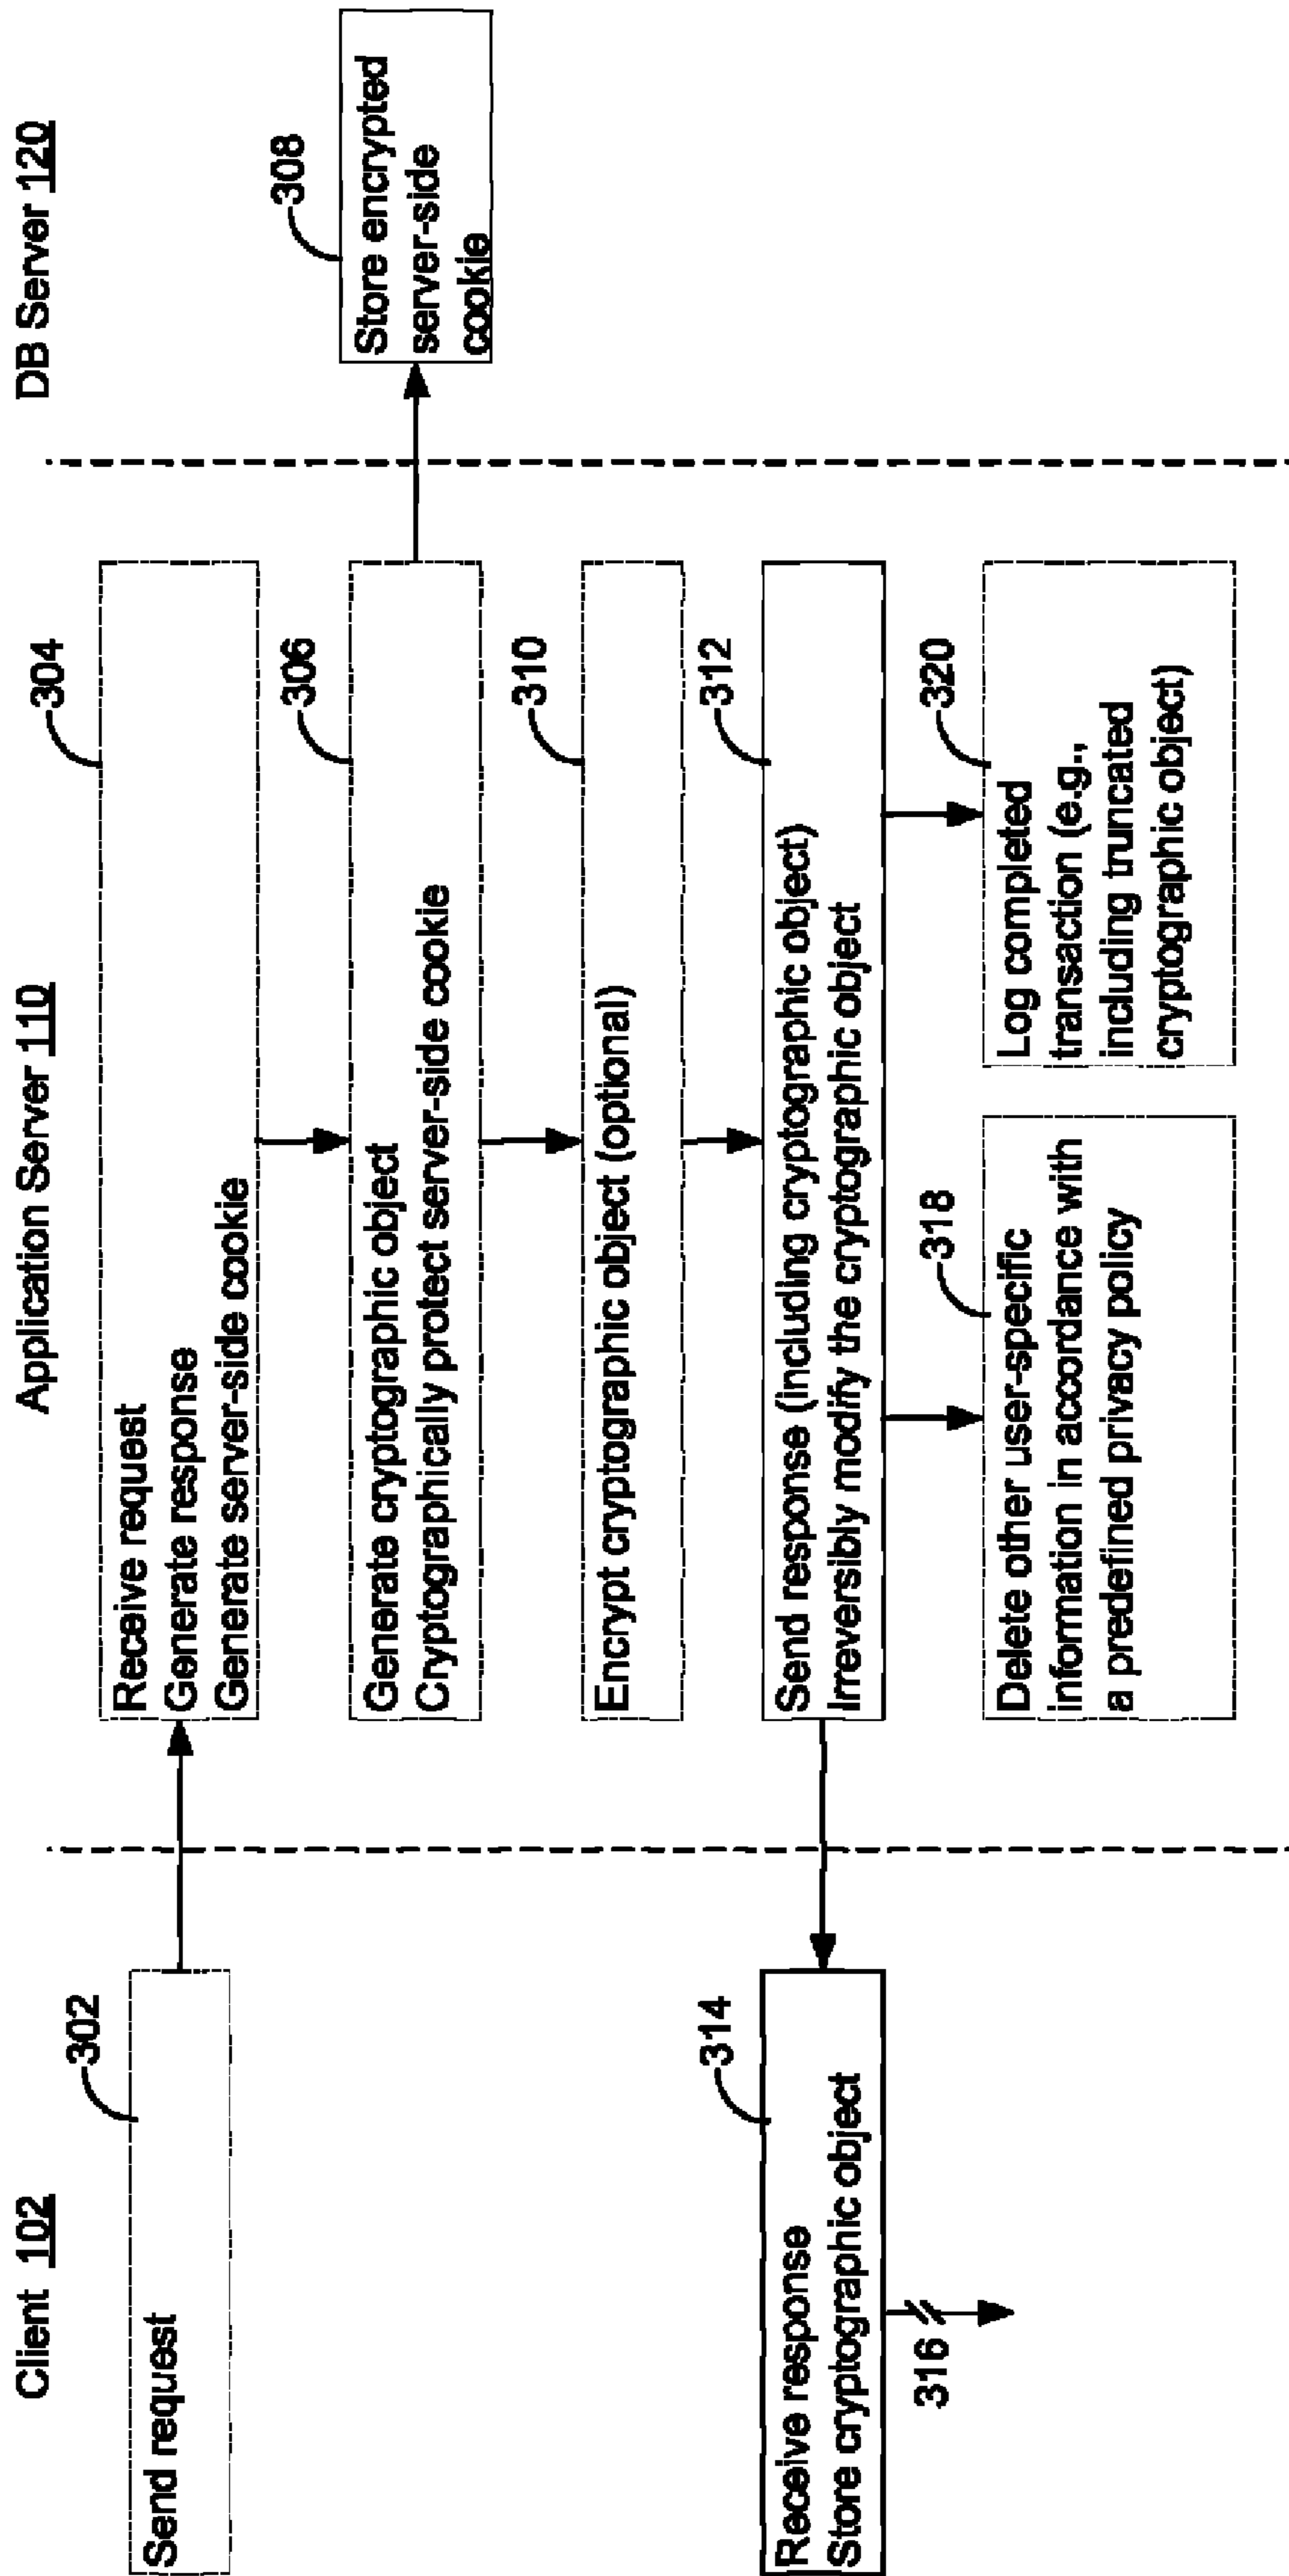 Client 102
Application Server 110
DB Server 120
302
Send request
304
Receive request
Generate response
Generate server-side cookie
306
Generate cryptographic object
Cryptographically protect server-side cookie
308
Store encrypted
server-side
cookie
310
Encrypt cryptographic object (optional)
312
Send response (including cryptographic object)
Irreversibly modify the cryptographic object
314
Receive response
Store cryptographic object
316
318
Delete other user-specific
information in accordance with
a predefined privacy policy
320
Log completed
transaction (e.g.,
including truncated
cryptographic object)